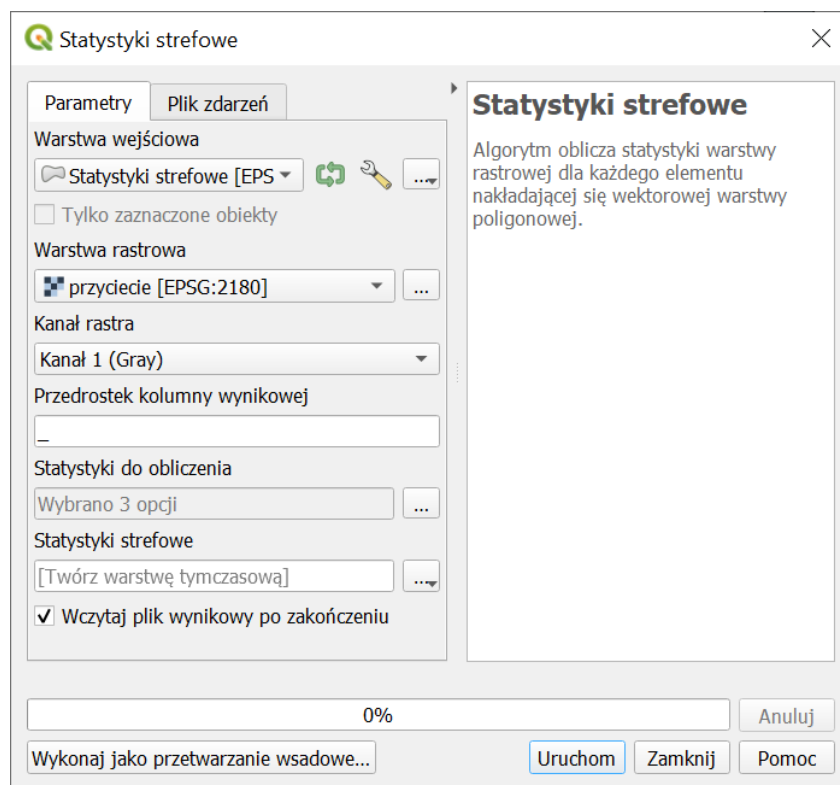 Statystyki strefowe
Parametry
Plik zdarzeń
Warstwa wejściowa
Statystyki strefowe [EPS
...
Tylko zaznaczone obiekty
Warstwa rastrowa
przyciecie [EPSG:2180]
...
Kanał rastra
Kanał 1 (Gray)
Przedrostek kolumny wynikowej
_
Statystyki do obliczenia
Wybrano 3 opcji
...
Statystyki strefowe
[Twórz warstwę tymczasową]
...
Wczytaj plik wynikowy po zakończeniu
Statystyki strefowe
Algorytm oblicza statystyki warstwy
rastrowej dla każdego elementu
nakładającej się wektorowej warstwy
poligonowej.
0%
Anuluj
Wykonaj jako przetwarzanie wsadowe...
Uruchom
Zamknij
Pomoc